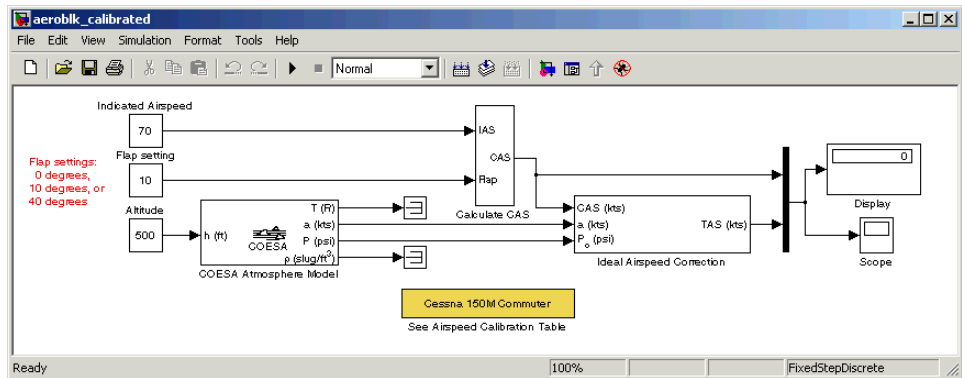 aeroblk_calibrated
File Edit View Simulation Format Tools Help
Normal
Indicated Airspeed
70
Flap setting
10
Flap settings:
0 degrees,
10 degrees, or
40 degrees
Altitude
500
h (ft)
COESA
T (R)
a (kts)
P (psi)
ρ (slug/ft³)
COESA Atmosphere Model
IAS
CAS
Flap
Calculate CAS
CAS (kts)
a (kts)
P₀ (psi)
TAS (kts)
Ideal Airspeed Correction
0
Display
Scope
Cessna 150M Commuter
See Airspeed Calibration Table
Ready
100%
FixedStepDiscrete